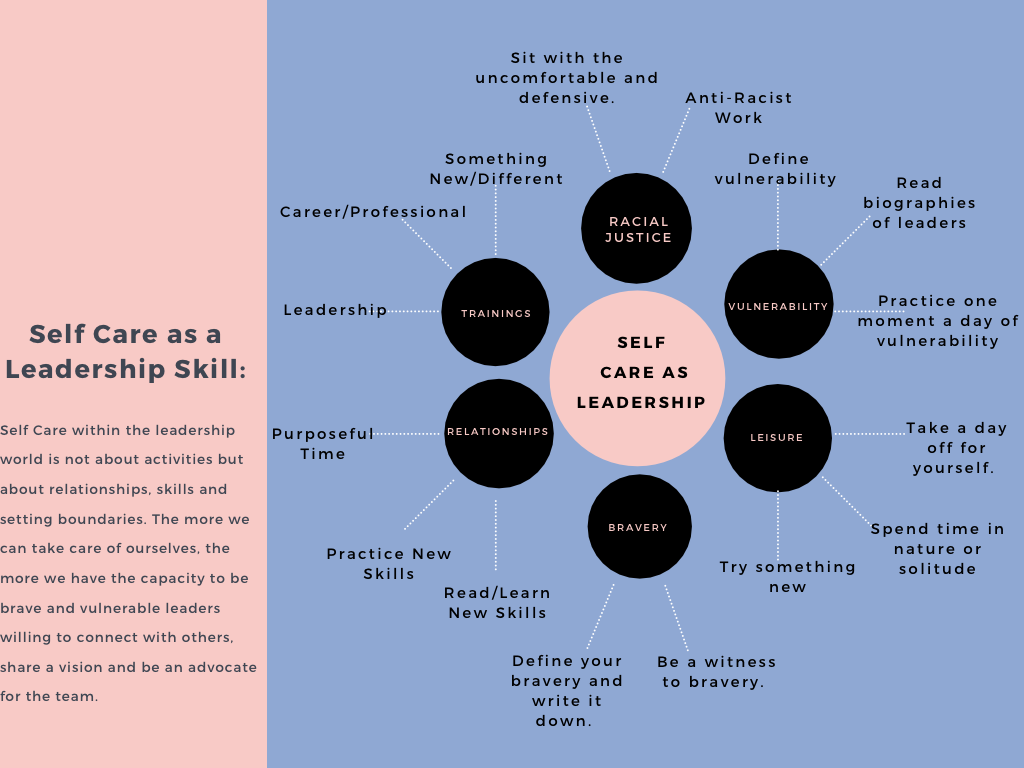 Self Care as a
Leadership Skill:
Self Care within the leadership
world is not about activities but
about relationships, skills and
setting boundaries. The more we
can take care of ourselves, the
more we have the capacity to be
brave and vulnerable leaders
willing to connect with others,
share a vision and be an advocate
for the team.
SELF
CARE AS
LEADERSHIP
RACIAL
JUSTICE
Sit with the
uncomfortable and
defensive.
Anti-Racist
Work
VULNERABILITY
Define
vulnerability
Read
biographies
of leaders
Practice one
moment a day of
vulnerability
LEISURE
Take a day
off for
yourself.
Spend time in
nature or
solitude
Try something
new
BRAVERY
Be a witness
to bravery.
Define your
bravery and
write it
down.
RELATIONSHIPS
Read/Learn
New Skills
Practice New
Skills
Purposeful
Time
TRAININGS
Leadership
Career/Professional
Something
New/Different